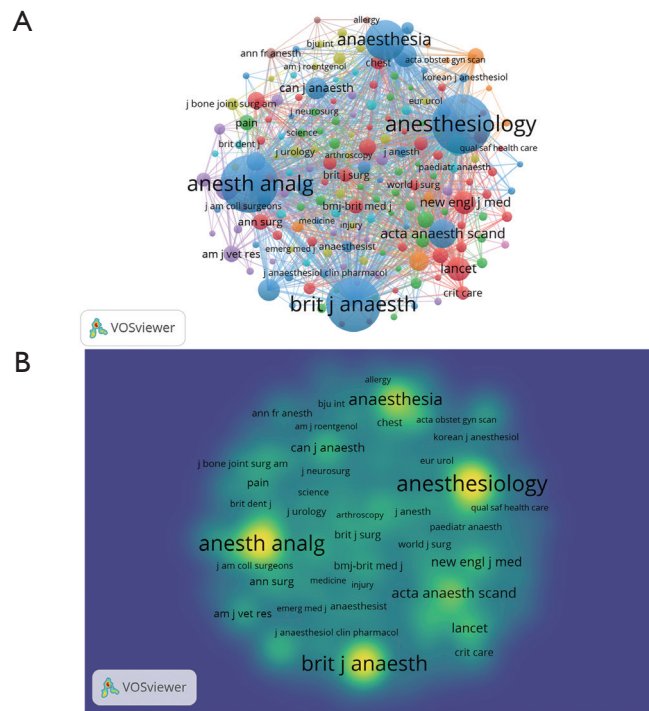 A
allergy
bju int
anaesthesia
ann fr anesth
am j roentgenol
chest
acta obstet gyn scan
can j anaesth
korean j anesthesiol
j bone joint surg am
j neurosurg
eur urol
pain
science
anesthesiology
brit dent j
j urology
arthroscopy
j anesth
qual saf health care
anesth analg
brit j surg
world j surg
paediatr anaesth
j am coll surgeons
bmj-brit med j
new engl j med
ann surg
medicine
injury
acta anaesth scand
am j vet res
emerg med j
anaesthesist
j anaesthesiol clin pharmacol
lancet
brit j anaesth
crit care
VOSviewer
B
allergy
bju int
anaesthesia
ann fr anesth
am j roentgenol
chest
acta obstet gyn scan
can j anaesth
korean j anesthesiol
j bone joint surg am
j neurosurg
eur urol
pain
science
anesthesiology
brit dent j
j urology
arthroscopy
j anesth
qual saf health care
anesth analg
brit j surg
world j surg
paediatr anaesth
j am coll surgeons
bmj-brit med j
new engl j med
ann surg
medicine
injury
acta anaesth scand
am j vet res
emerg med j
anaesthesist
j anaesthesiol clin pharmacol
lancet
brit j anaesth
crit care
VOSviewer